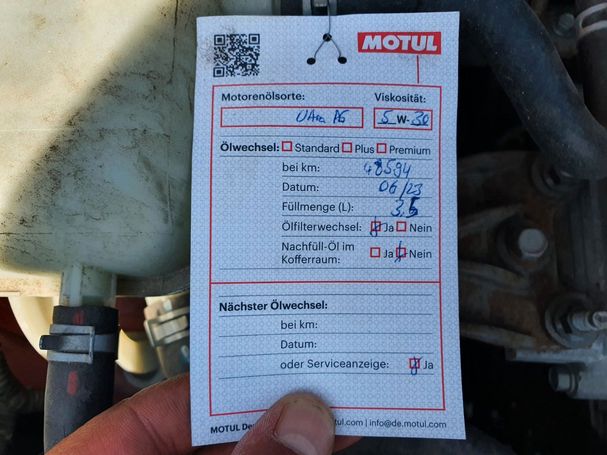 MOTUL
Motorenölsorte: Viskosität:
5 W- 30
Ölwechsel: Standard Plus Premium
bei km: 48594
Datum: 06/23
Füllmenge (L): 3,5
Ölfilterwechsel: Ja Nein
Nachfüll-Öl im
Kofferraum: Ja Nein
Nächster Ölwechsel:
bei km:
Datum:
oder Serviceanzeige: Ja
MOTUL tul.com | info@de.motul.com